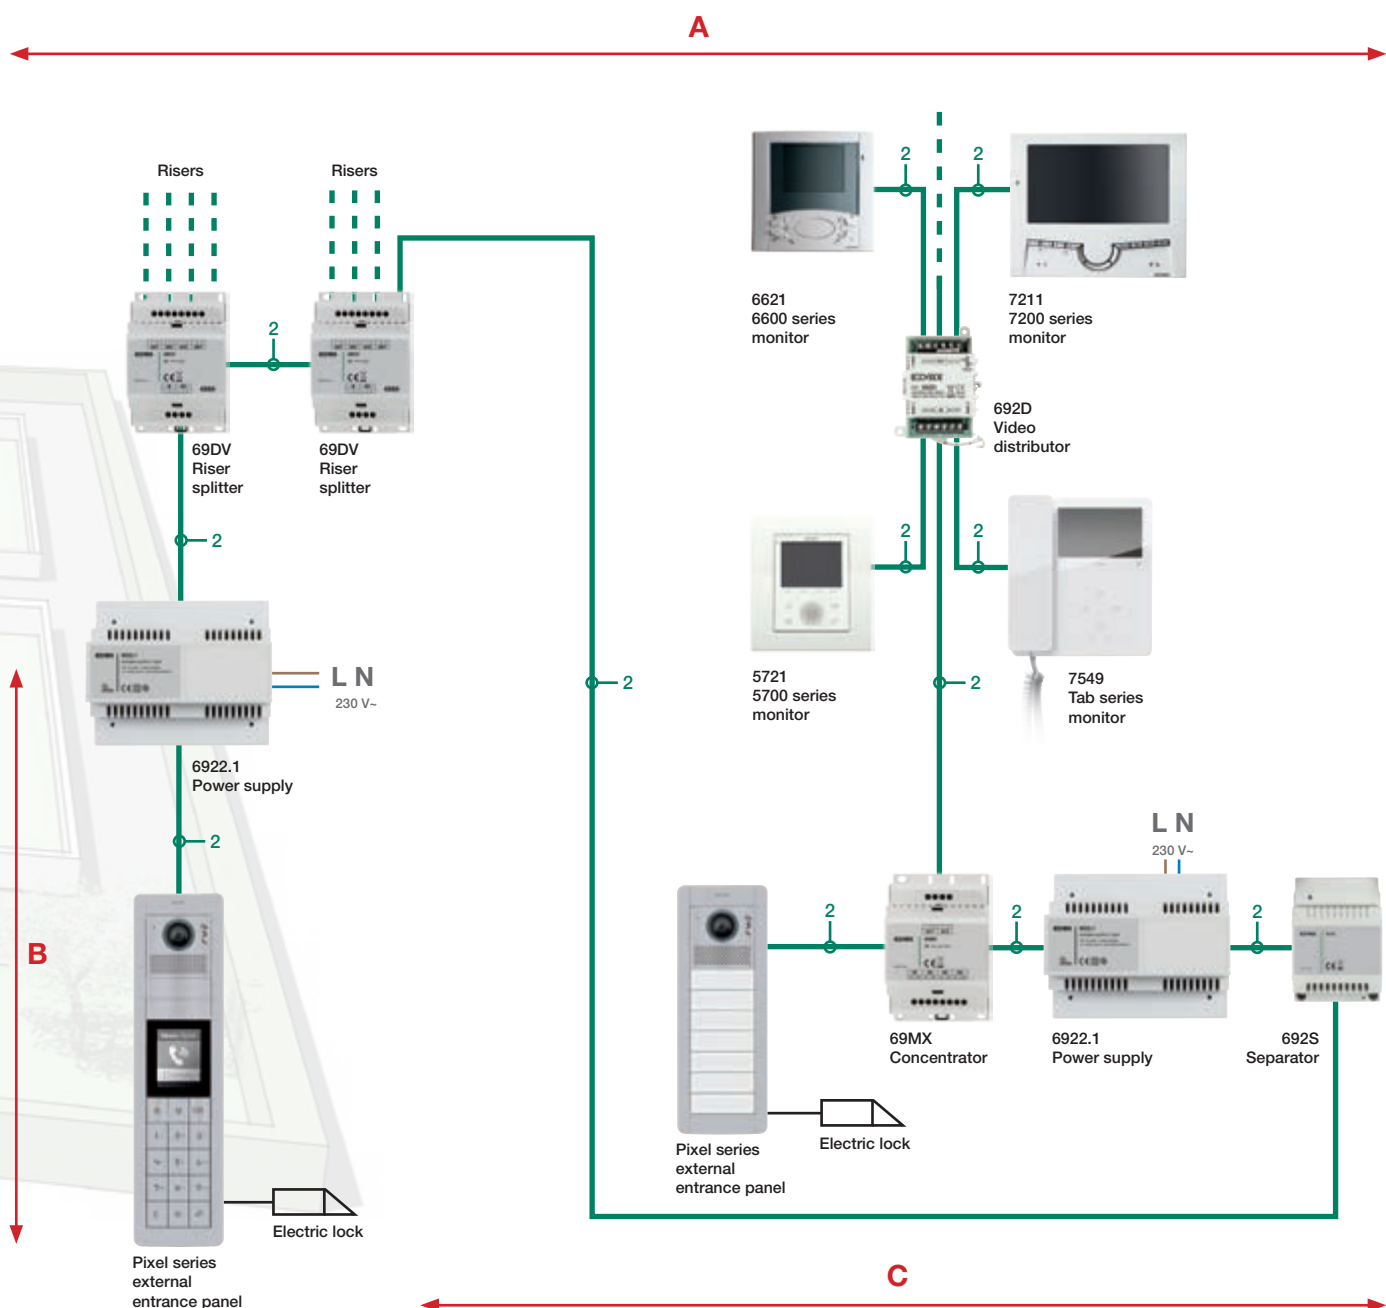 A
Risers
Risers
2
2
2
6621
6600 series
monitor
7211
7200 series
monitor
692D
Video
distributor
69DV
Riser
splitter
69DV
Riser
splitter
2
2
2
L N
230 V~
2
2
5721
5700 series
monitor
7549
Tab series
monitor
6922.1
Power supply
2
L N
230 V~
B
2
2
2
69MX
Concentrator
6922.1
Power supply
692S
Separator
Electric lock
Pixel series
external
entrance panel
Electric lock
Pixel series
external
entrance panel
C